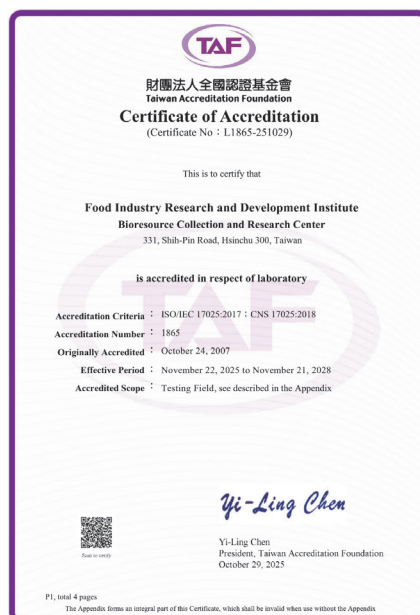 TAF
財團法人全國認證基金會
Taiwan Accreditation Foundation
Certificate of Accreditation
(Certificate No：L1865-251029)
This is to certify that
Food Industry Research and Development Institute
Bioresource Collection and Research Center
331, Shih-Pin Road, Hsinchu 300, Taiwan
is accredited in respect of laboratory
Accreditation Criteria： ISO/IEC 17025:2017；CNS 17025:2018
Accreditation Number： 1865
Originally Accredited： October 24, 2007
Effective Period： November 22, 2025 to November 21, 2028
Accredited Scope： Testing Field, see described in the Appendix
Yi-Ling Chen
Scan to verify
Yi-Ling Chen
President, Taiwan Accreditation Foundation
October 29, 2025
P1, total 4 pages
The Appendix forms an integral part of this Certificate, which shall be invalid when use without the Appendix